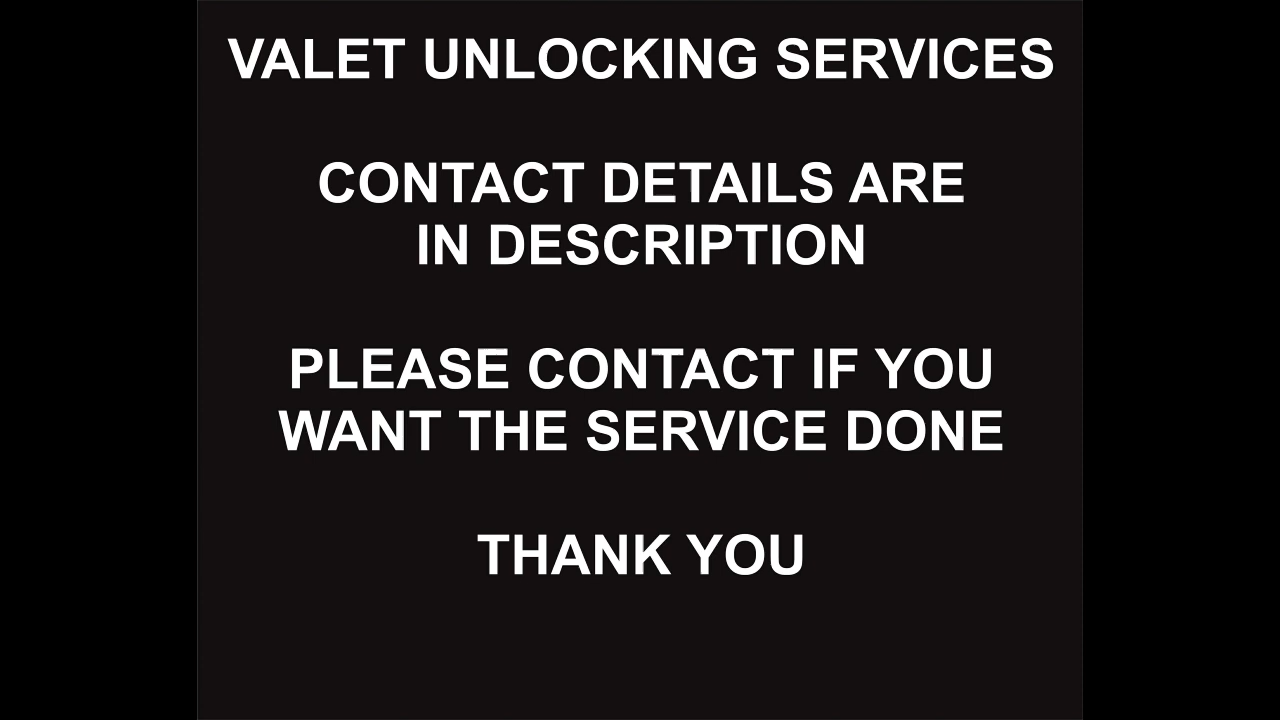 VALET UNLOCKING SERVICES
CONTACT DETAILS ARE
IN DESCRIPTION
PLEASE CONTACT IF YOU
WANT THE SERVICE DONE
THANK YOU